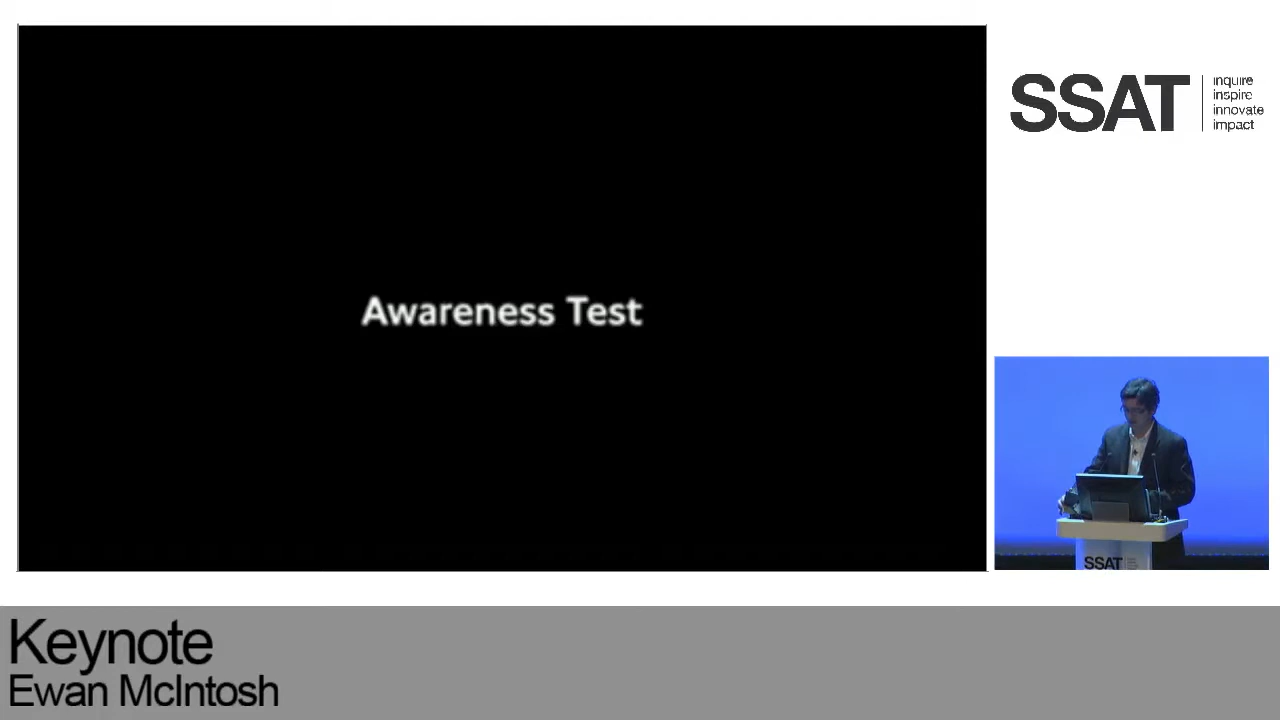 Awareness Test
SSAT
inquire
inspire
innovate
impact
SSAT
Keynote
Ewan McIntosh